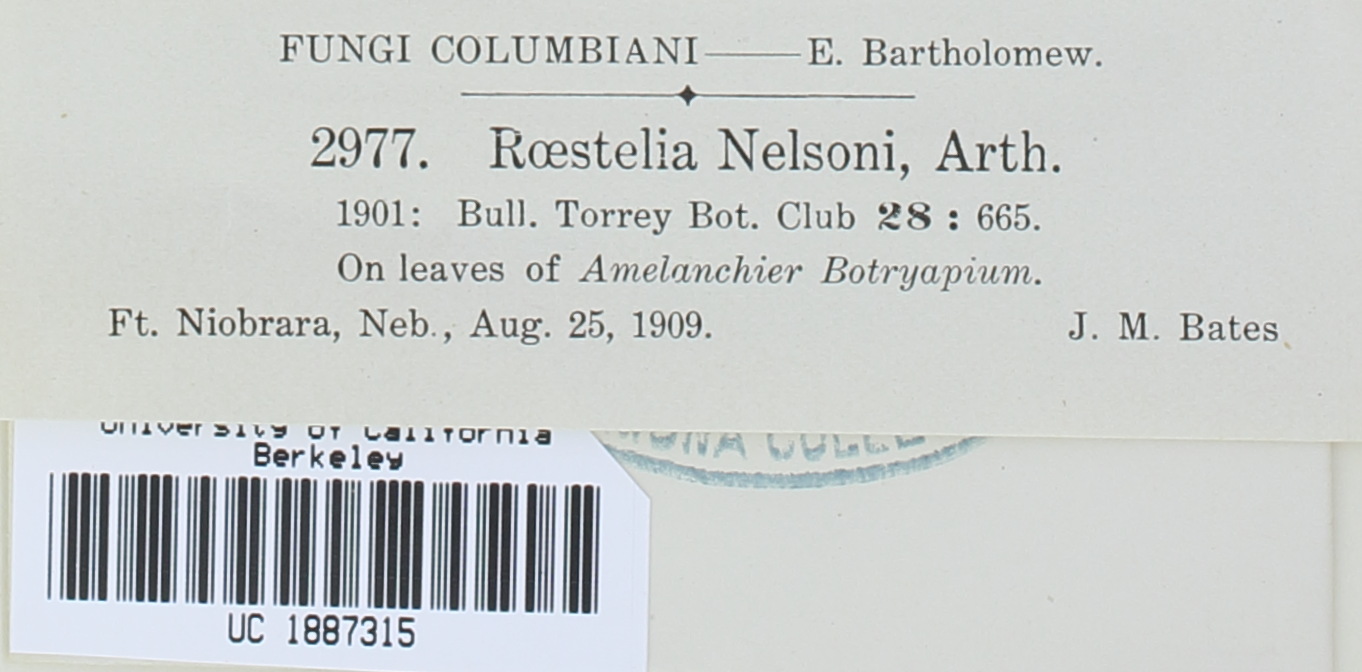 FUNGI COLUMBIANI—E. Bartholomew.
2977. Rœstelia Nelsoni, Arth.
1901: Bull. Torrey Bot. Club 28: 665.
On leaves of Amelanchier Botryapium.
Ft. Niobrara, Neb., Aug. 25, 1909. J. M. Bates
University of California
Berkeley
UC 1887315